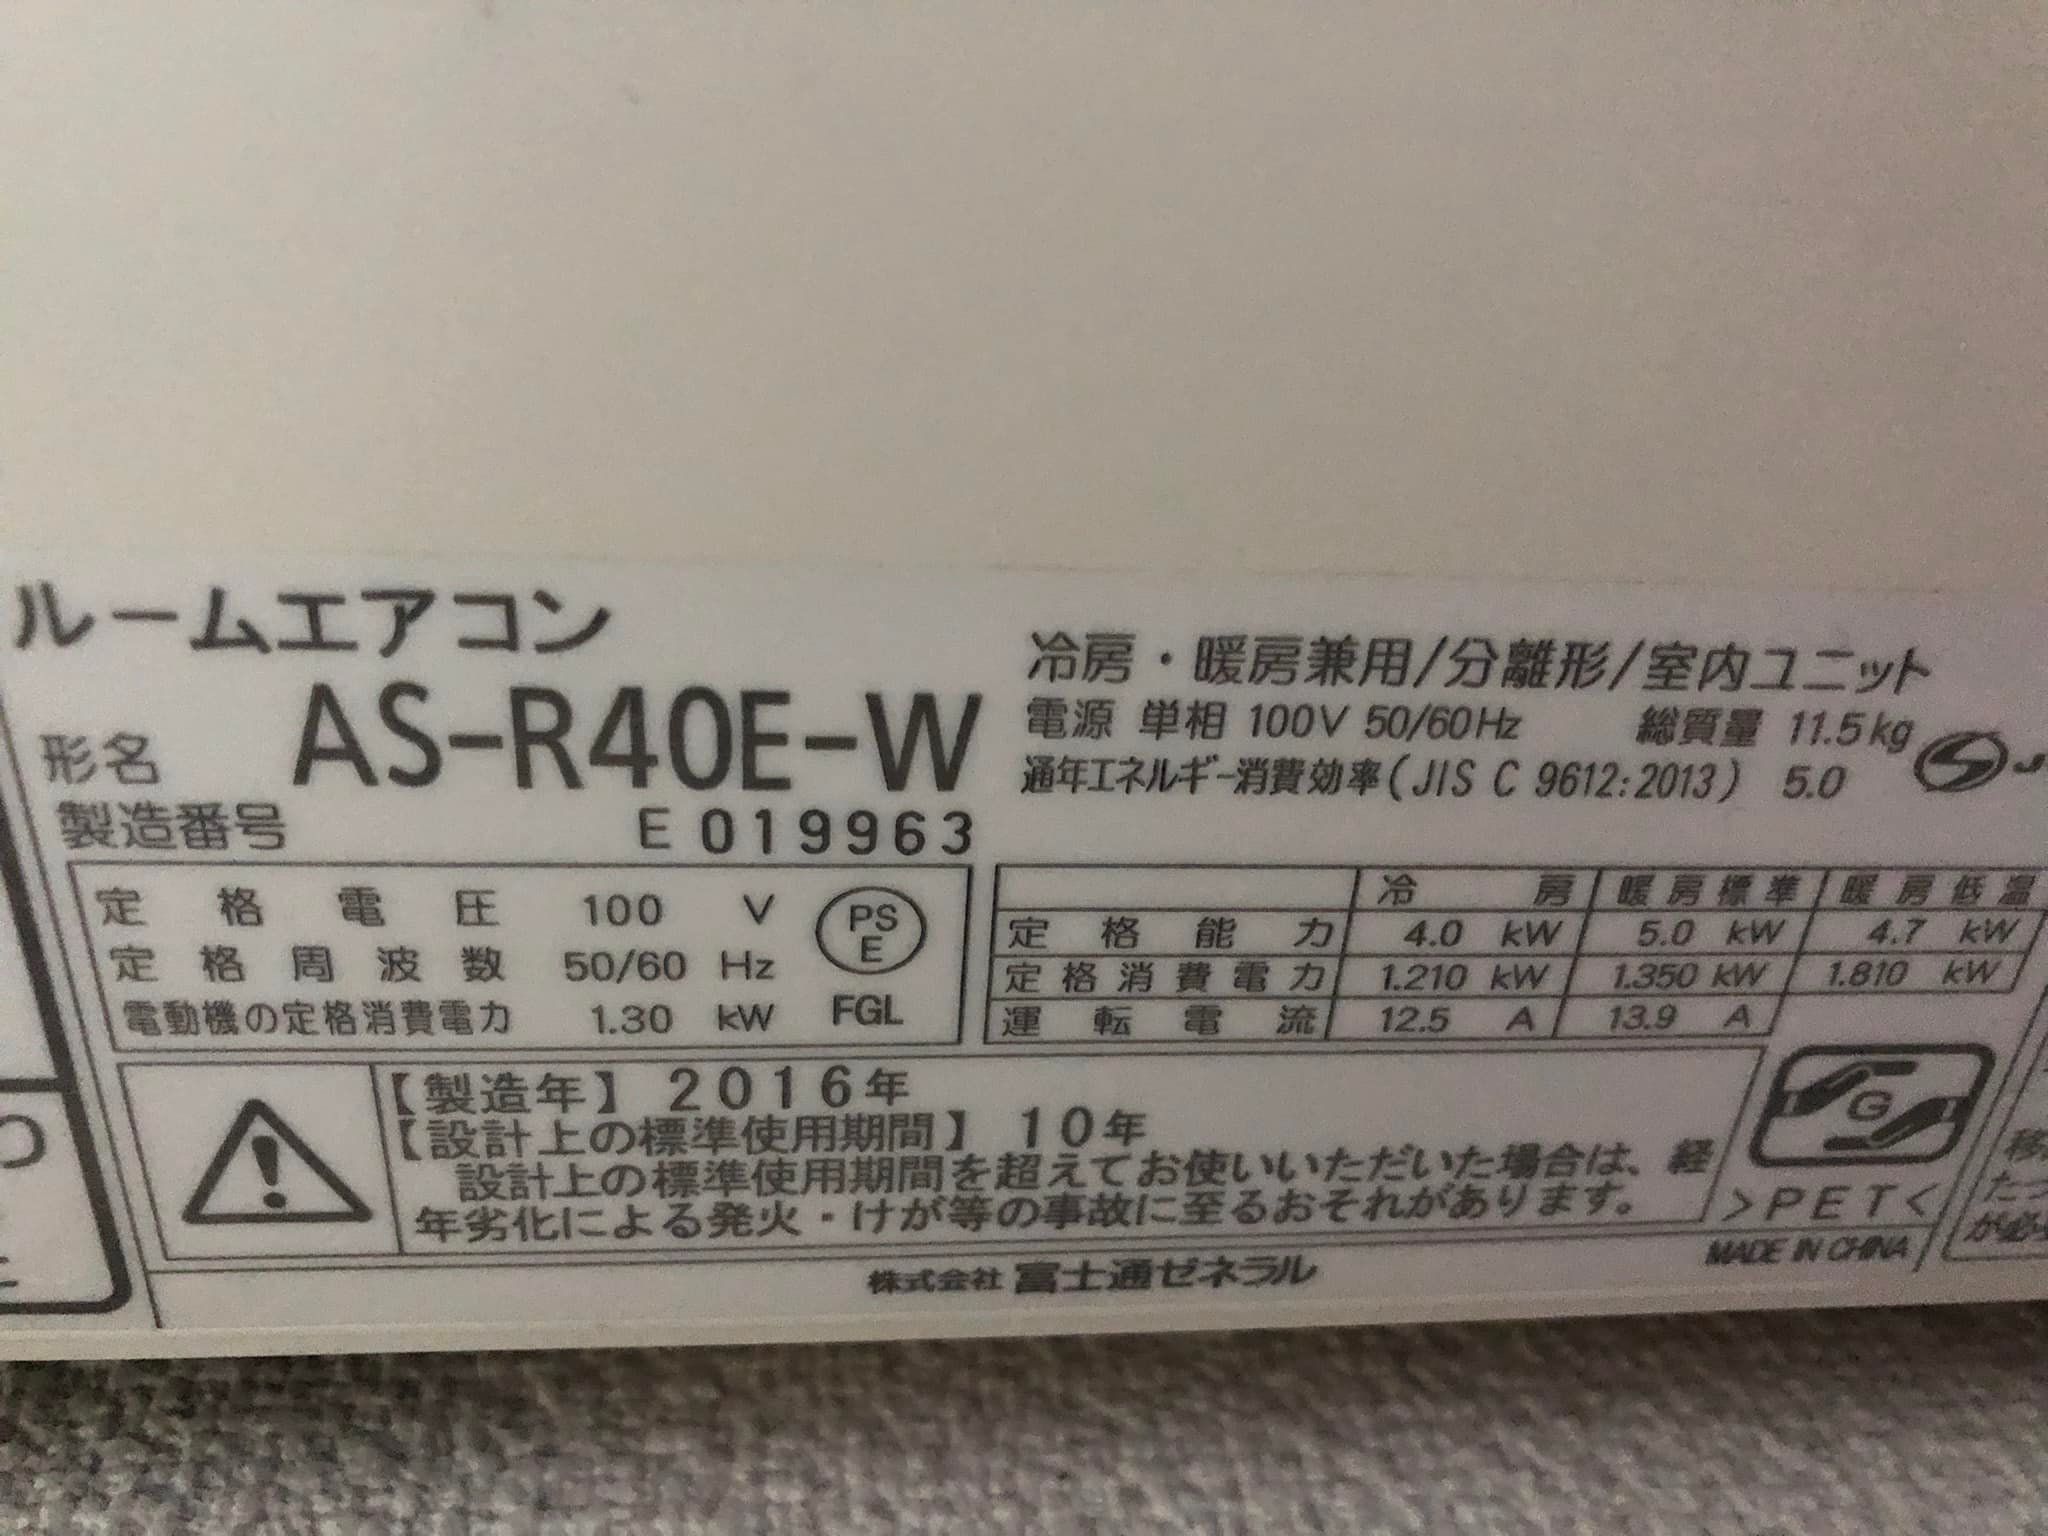 ルームエアコン
形名 AS-R40E-W
製造番号 E 019963
冷房・暖房兼用/分離形/室内ユニット
電源 単相 100V 50/60Hz 総質量 11.5kg
通年エネルギー消費効率(JIS C 9612:2013) 5.0
定格電圧 100 V
定格周波数 50/60 Hz
電動機の定格消費電力 1.30 kW
PS
E
FGL
冷房 暖房標準 暖房低温
定格能力 4.0 kW 5.0 kW 4.7 kW
定格消費電力 1.210 kW 1.350 kW 1.810 kW
運転電流 12.5 A 13.9 A
【製造年】2016年
【設計上の標準使用期間】10年
設計上の標準使用期間を超えてお使いいただいた場合は、経
年劣化による発火・けが等の事故に至るおそれがあります。
G
>PET<
MADE IN CHINA
株式会社 富士通ゼネラル